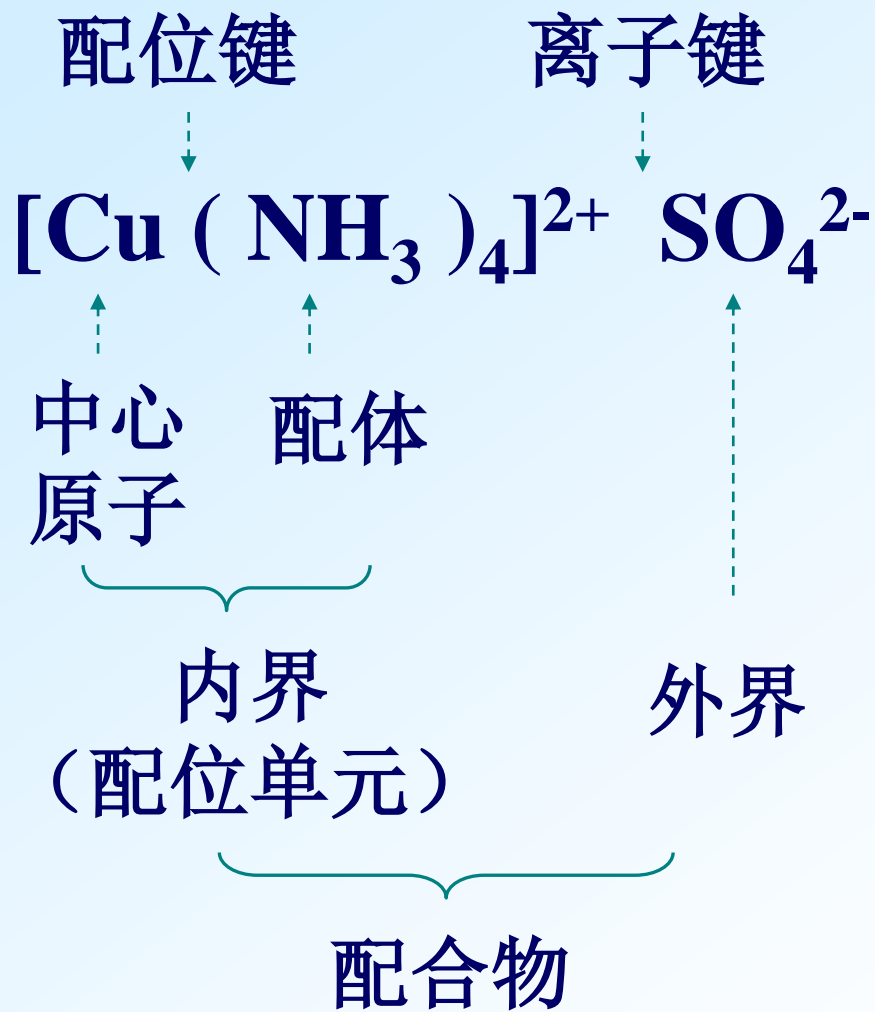 配位键 离子键
[Cu ( NH₃ )₄]²⁺ SO₄²⁻
中心 配体
原子
内界 外界
（配位单元）
配合物